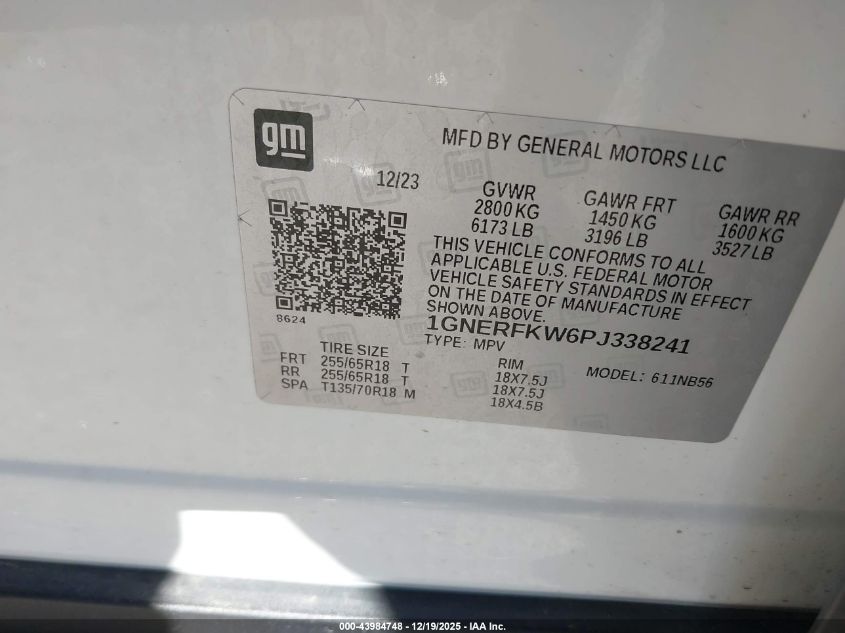 gm
MFD BY GENERAL MOTORS LLC
12/23
GVWR
2800 KG
6173 LB
GAWR FRT
1450 KG
3196 LB
GAWR RR
1600 KG
3527 LB
THIS VEHICLE CONFORMS TO ALL
APPLICABLE U.S. FEDERAL MOTOR
VEHICLE SAFETY STANDARDS IN EFFECT
ON THE DATE OF MANUFACTURE
SHOWN ABOVE.
8624
1GNERFKW6PJ338241
TYPE: MPV
MODEL: 611NB56
TIRE SIZE RIM
FRT 255/65R18 T 18X7.5J
RR 255/65R18 T 18X7.5J
SPA T135/70R18 M 18X4.5B
000-43984748 - 12/19/2025 - IAA Inc.